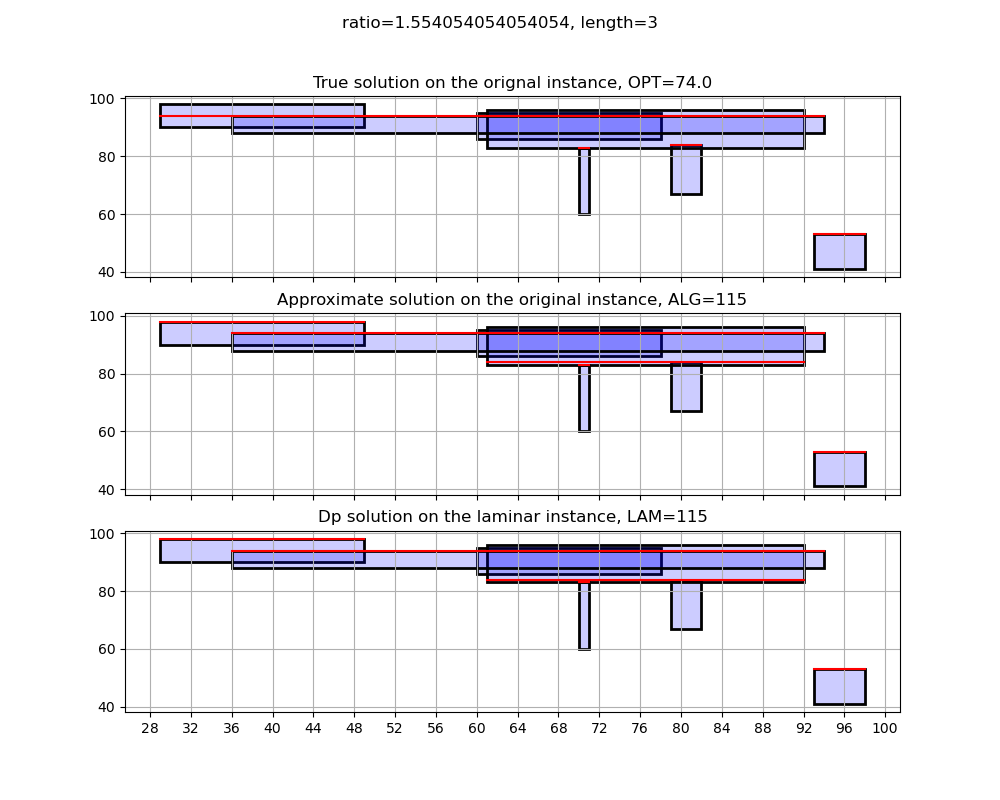 ratio=1.554054054054054, length=3
True solution on the orignal instance, OPT=74.0
100
80
60
40
Approximate solution on the original instance, ALG=115
100
80
60
40
Dp solution on the laminar instance, LAM=115
100
80
60
40
28 32 36 40 44 48 52 56 60 64 68 72 76 80 84 88 92 96 100